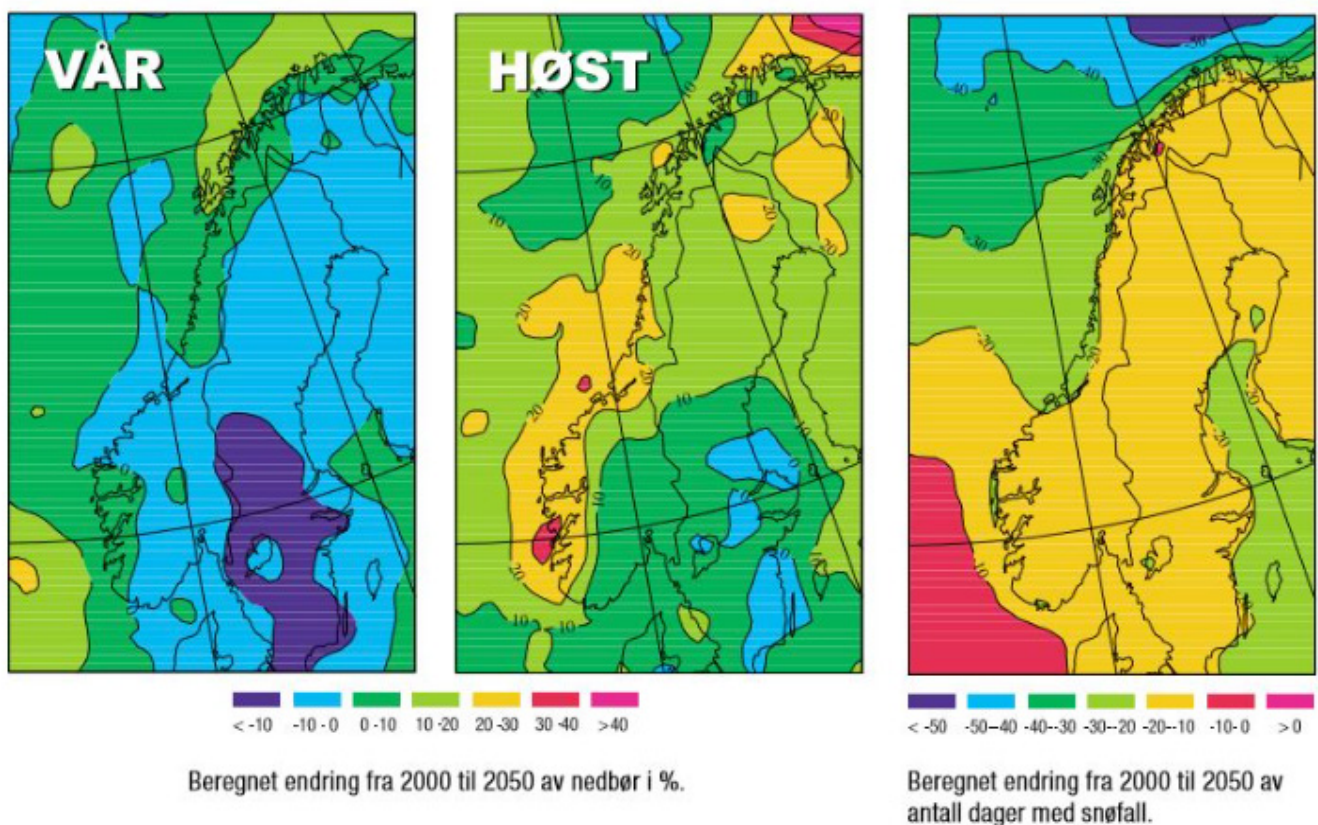 VÅR
HØST
< -10 -10 - 0 0 -10 10 -20 20 -30 30 -40 >40
Beregnet endring fra 2000 til 2050 av nedbør i %.
< -50 -50--40 -40--30 -30--20 -20--10 -10- 0 > 0
Beregnet endring fra 2000 til 2050 av
antall dager med snøfall.